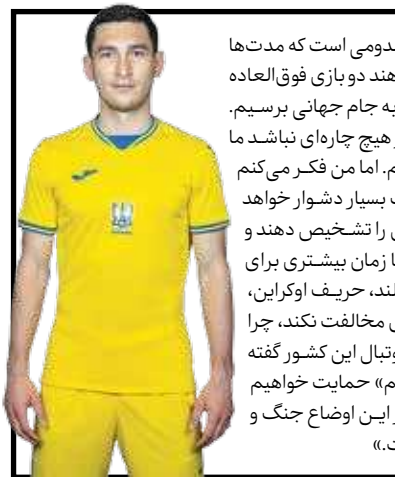 دومی است که مدت‌ها
هند دو بازی فوق‌العاده
به جام جهانی برسیم.
هیچ چاره‌ای نباشد ما
م. اما من فکر می‌کنم
بسیار دشوار خواهد
را تشخیص دهند و
زمان بیشتری برای
لند، حریف اوکراین،
مخالفت نکند، چرا
وتبال این کشور گفته
م» حمایت خواهیم
این اوضاع جنگ و
ت.»